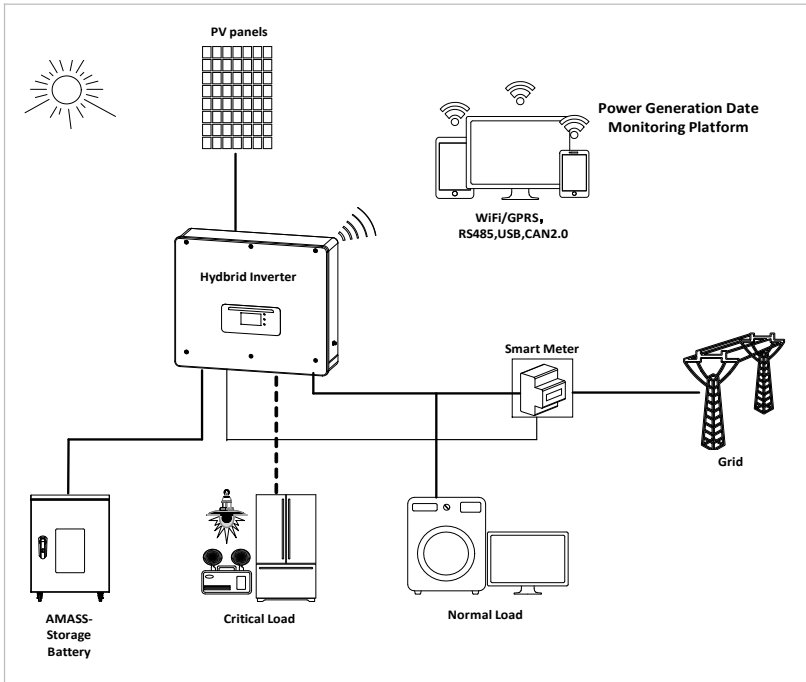 PV panels
Power Generation Date
Monitoring Platform
WiFi/GPRS,
RS485,USB,CAN2.0
Hydbrid Inverter
Smart Meter
Grid
AMASS-
Storage
Battery
Critical Load
Normal Load